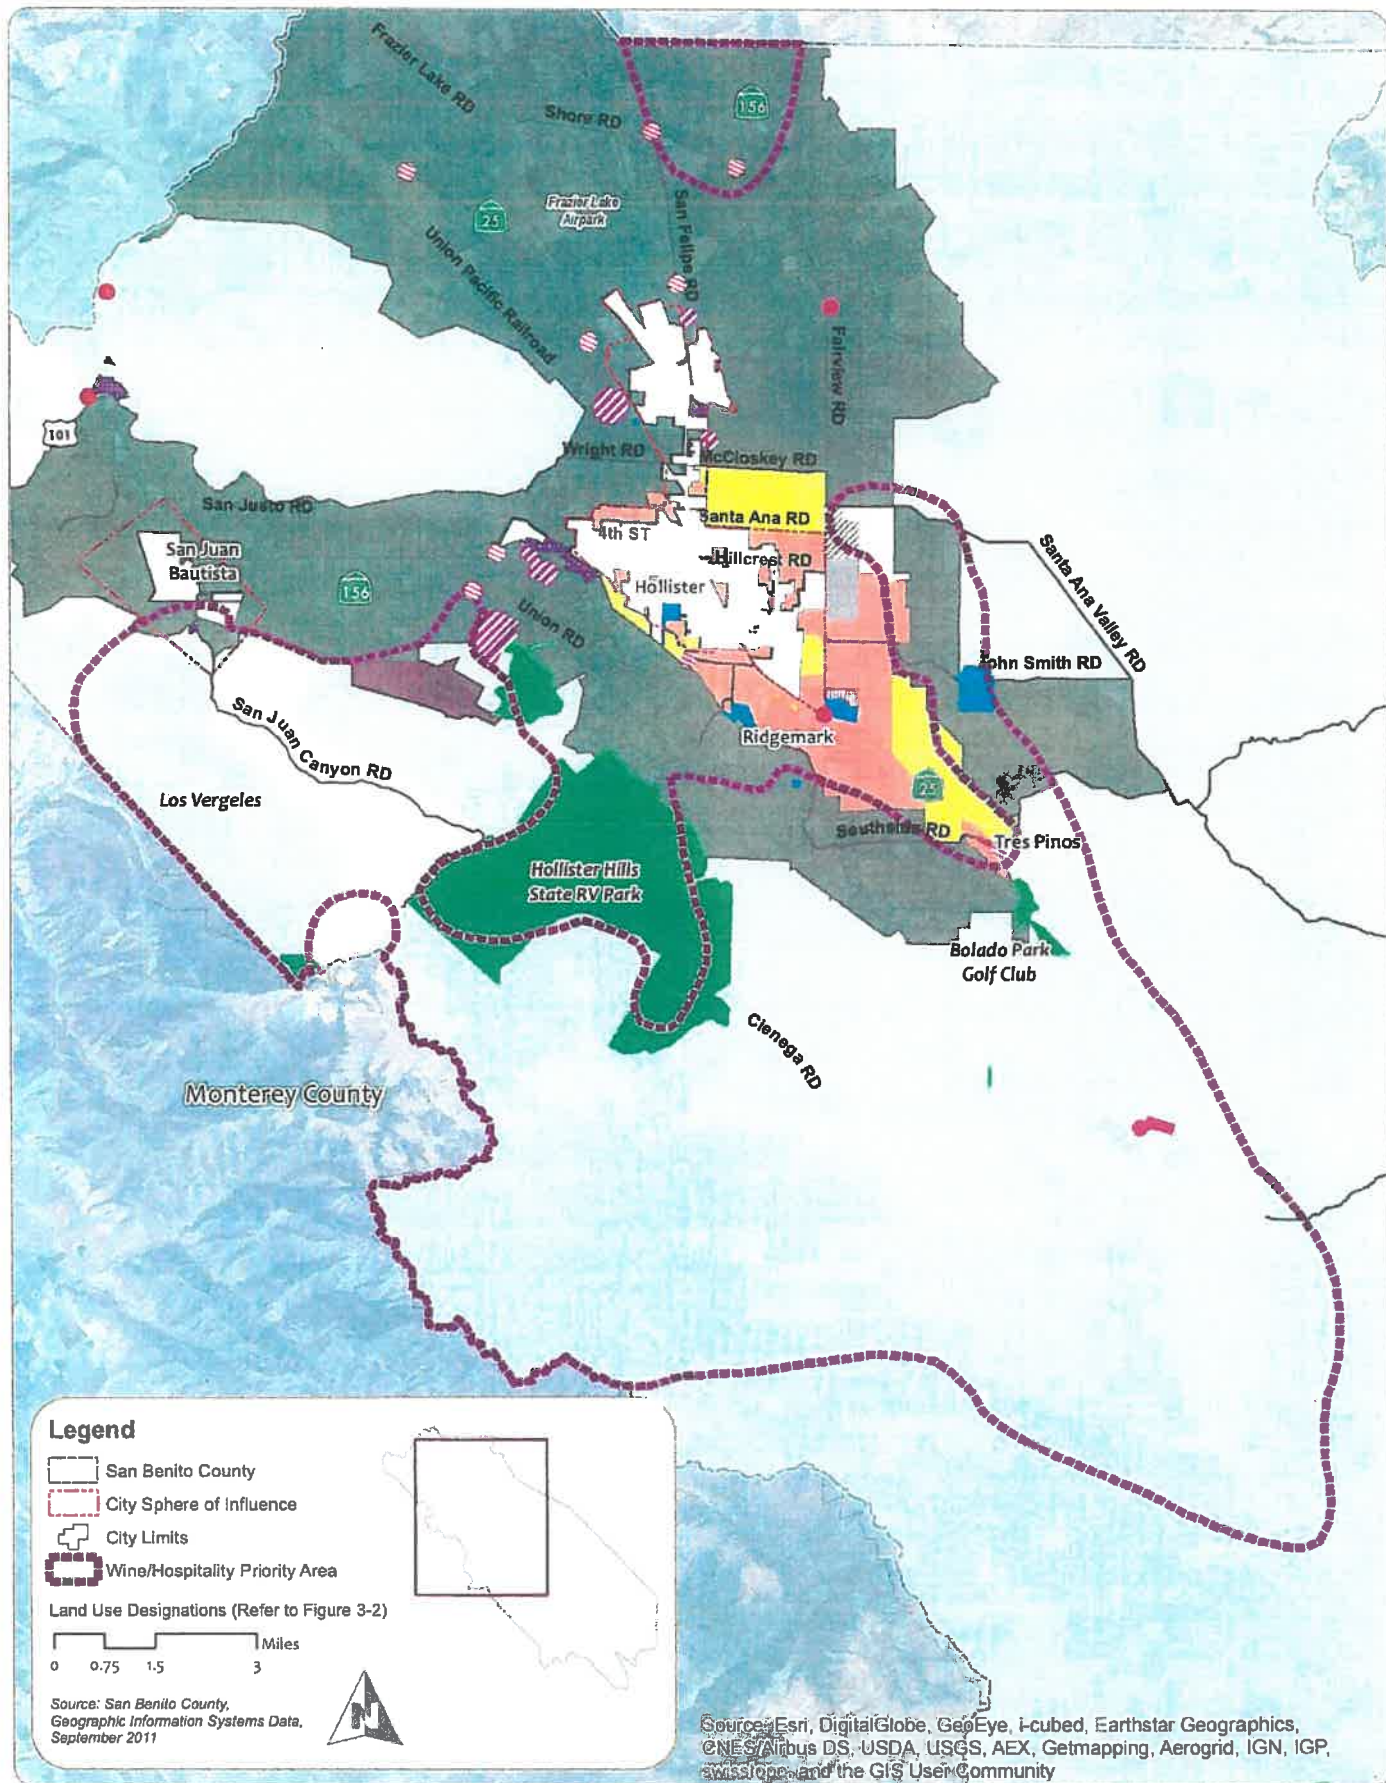 Frazier Lake RD
Shore RD
156
25
Frazier Lake
Airpark
San Felipe RD
Union Pacific Railroad
Fairview RD
101
Wright RD
McCloskey RD
San Justo RD
Santa Ana RD
4th ST
San Juan
Bautista
Hillcrest RD
156
Hollister
Santa Ana Valley RD
Union RD
John Smith RD
San Juan Canyon RD
Ridgemark
Los Vergeles
25
Southside RD
Tres Pinos
Hollister Hills
State RV Park
Bolado Park
Golf Club
Cienega RD
Monterey County
Legend
San Benito County
City Sphere of Influence
City Limits
Wine/Hospitality Priority Area
Land Use Designations (Refer to Figure 3-2)
Miles
0 0.75 1.5 3
Source: San Benito County,
Geographic Information Systems Data,
September 2011
N
Source: Esri, DigitalGlobe, GeoEye, i-cubed, Earthstar Geographics,
CNES/Airbus DS, USDA, USGS, AEX, Getmapping, Aerogrid, IGN, IGP,
swisstopo, and the GIS User Community